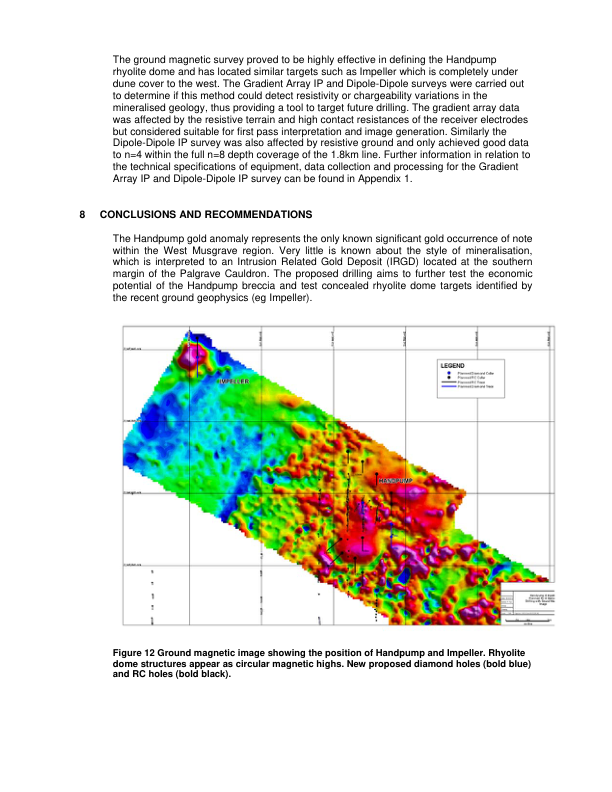 The ground magnetic survey proved to be highly effective in defining the Handpump
rhyolite dome and has located similar targets such as Impeller which is completely under
dune cover to the west. The Gradient Array IP and Dipole-Dipole surveys were carried out
to determine if this method could detect resistivity or chargeability variations in the
mineralised geology, thus providing a tool to target future drilling. The gradient array data
was affected by the resistive terrain and high contact resistances of the receiver electrodes
but considered suitable for first pass interpretation and image generation. Similarly the
Dipole-Dipole IP survey was also affected by resistive ground and only achieved good data
to n=4 within the full n=8 depth coverage of the 1.8km line. Further information in relation to
the technical specifications of equipment, data collection and processing for the Gradient
Array IP and Dipole-Dipole IP survey can be found in Appendix 1.
8 CONCLUSIONS AND RECOMMENDATIONS
The Handpump gold anomaly represents the only known significant gold occurrence of note
within the West Musgrave region. Very little is known about the style of mineralisation,
which is interpreted to an Intrusion Related Gold Deposit (IRGD) located at the southern
margin of the Palgrave Cauldron. The proposed drilling aims to further test the economic
potential of the Handpump breccia and test concealed rhyolite dome targets identified by
the recent ground geophysics (eg Impeller).
LEGEND
IMPELLER
HANDPUMP
Figure 12 Ground magnetic image showing the position of Handpump and Impeller. Rhyolite
dome structures appear as circular magnetic highs. New proposed diamond holes (bold blue)
and RC holes (bold black).